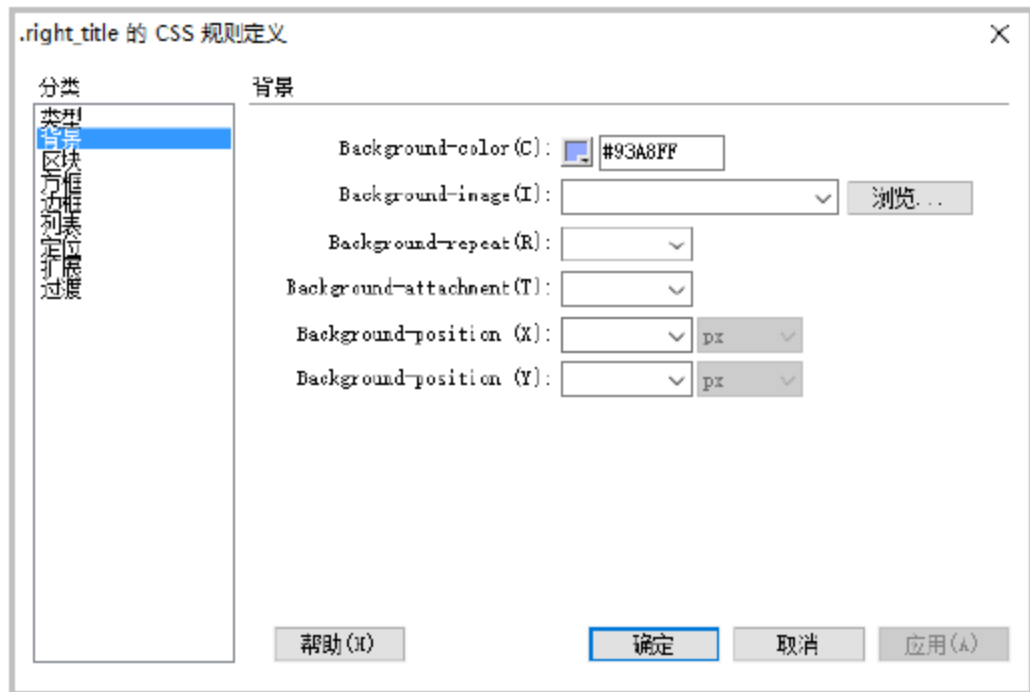 .right_title 的 CSS 规则定义
分类
类型
背景
区块
方框
边框
列表
定位
扩展
过渡
背景
Background-color(C): #93A8FF
Background-image(I): 浏览...
Background-repeat(R):
Background-attachment(T):
Background-position (X): px
Background-position (Y): px
帮助(H) 确定 取消 应用(A)